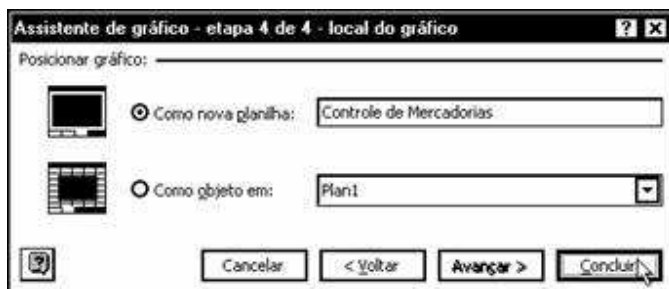 Assistente de gráfico - etapa 4 de 4 - local do gráfico ? X
Posicionar gráfico:
Como nova planilha: Controle de Mercadorias
Como objeto em: Plan1
? Cancelar < Voltar Avançar > Concluir